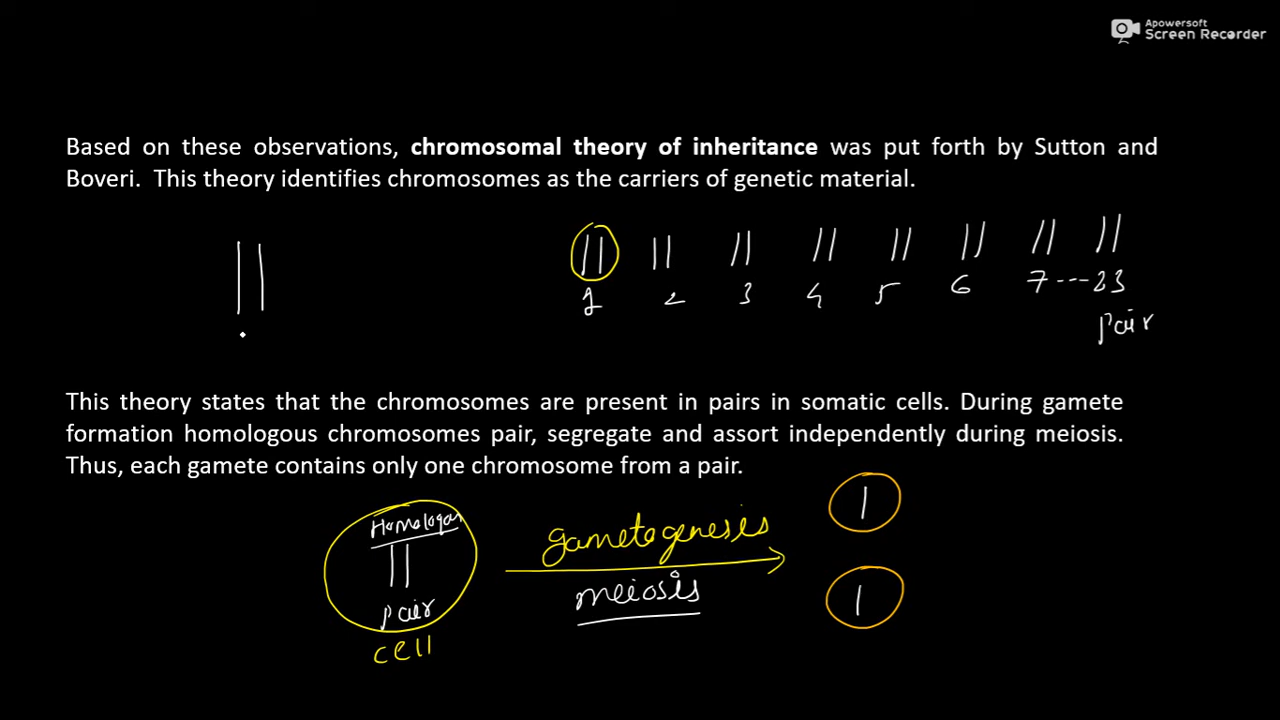 Apowersoft
Screen Recorder
Based on these observations, chromosomal theory of inheritance was put forth by Sutton and
Boveri. This theory identifies chromosomes as the carriers of genetic material.
1 2 3 4 5 6 7 --- 23
pair
This theory states that the chromosomes are present in pairs in somatic cells. During gamete
formation homologous chromosomes pair, segregate and assort independently during meiosis.
Thus, each gamete contains only one chromosome from a pair.
Homologan
gametogenesis
meiosis
pair
cell